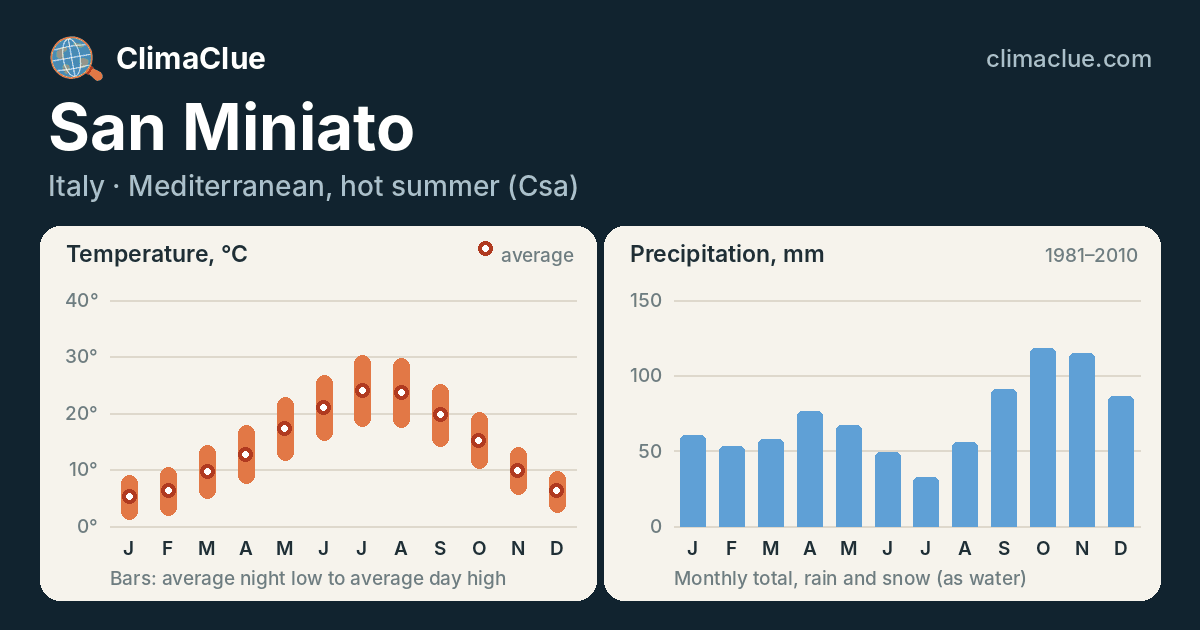 ClimaClue
climaclue.com
San Miniato
Italy · Mediterranean, hot summer (Csa)
Temperature, °C
average
40°
30°
20°
10°
0°
J F M A M J J A S O N D
Bars: average night low to average day high
Precipitation, mm
1981–2010
150
100
50
0
J F M A M J J A S O N D
Monthly total, rain and snow (as water)